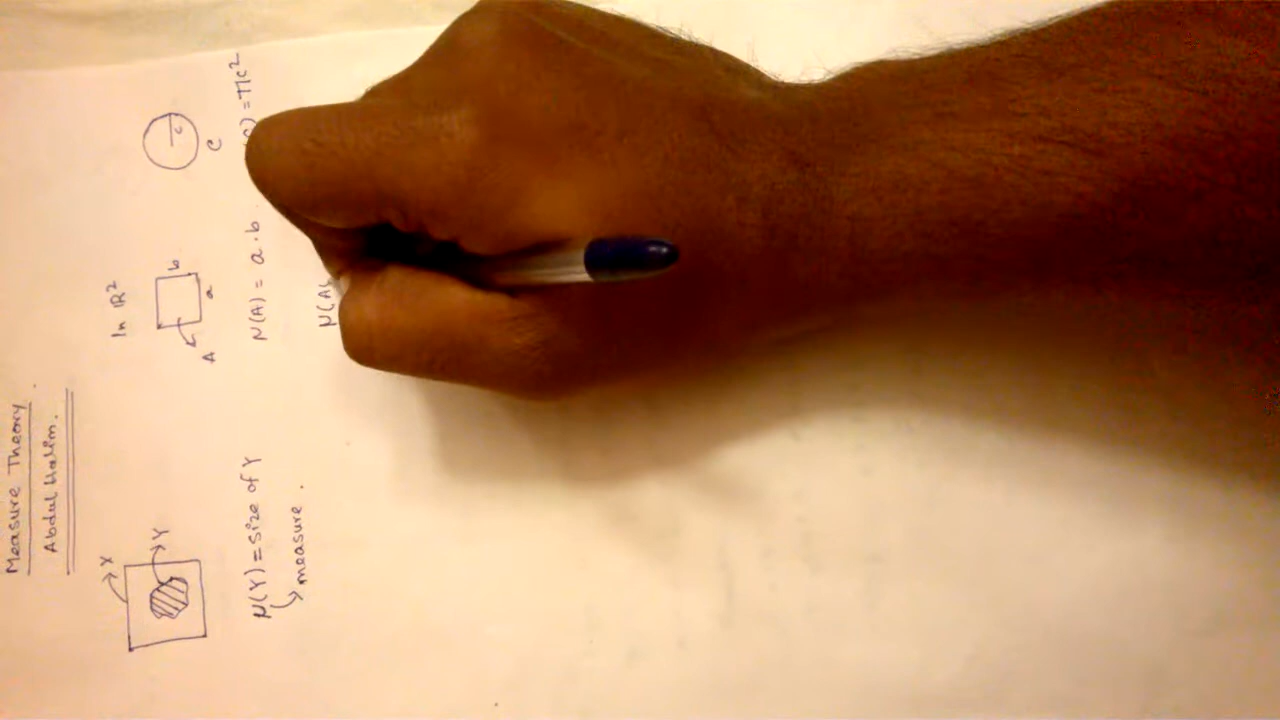 Measure Theory.
Abdul Halim.
X
Y
μ(Y) = size of Y
measure.
In ℝ²
A
a
b
μ(A) = a.b.
c
C
C) = πc²
μ(A